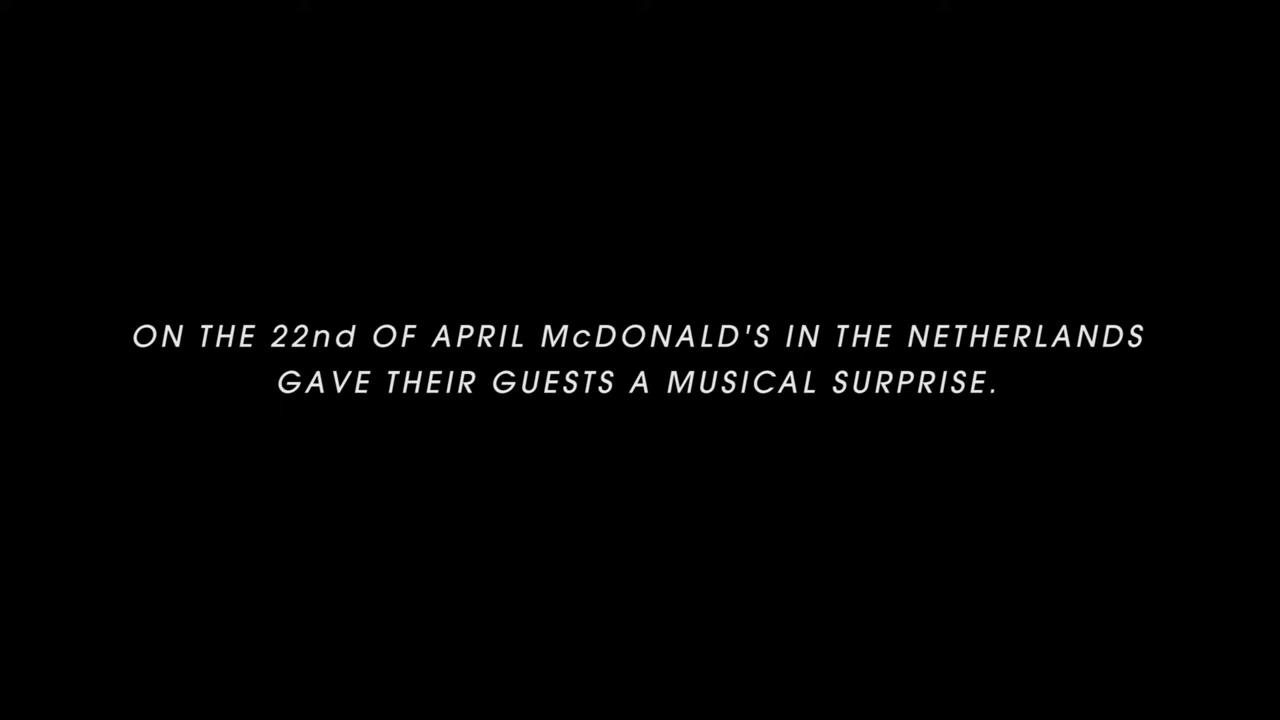 ON THE 22nd OF APRIL McDONALD'S IN THE NETHERLANDS
GAVE THEIR GUESTS A MUSICAL SURPRISE.